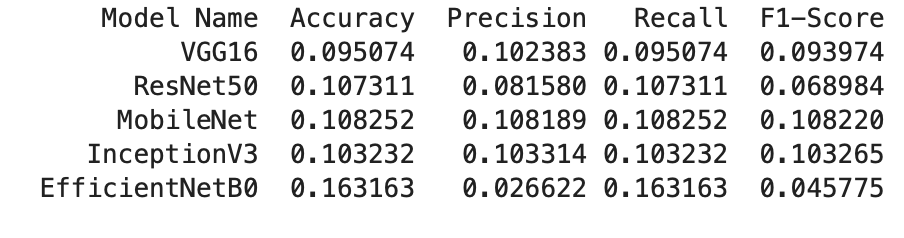 Model Name Accuracy Precision Recall F1-Score
VGG16 0.095074 0.102383 0.095074 0.093974
ResNet50 0.107311 0.081580 0.107311 0.068984
MobileNet 0.108252 0.108189 0.108252 0.108220
InceptionV3 0.103232 0.103314 0.103232 0.103265
EfficientNetB0 0.163163 0.026622 0.163163 0.045775